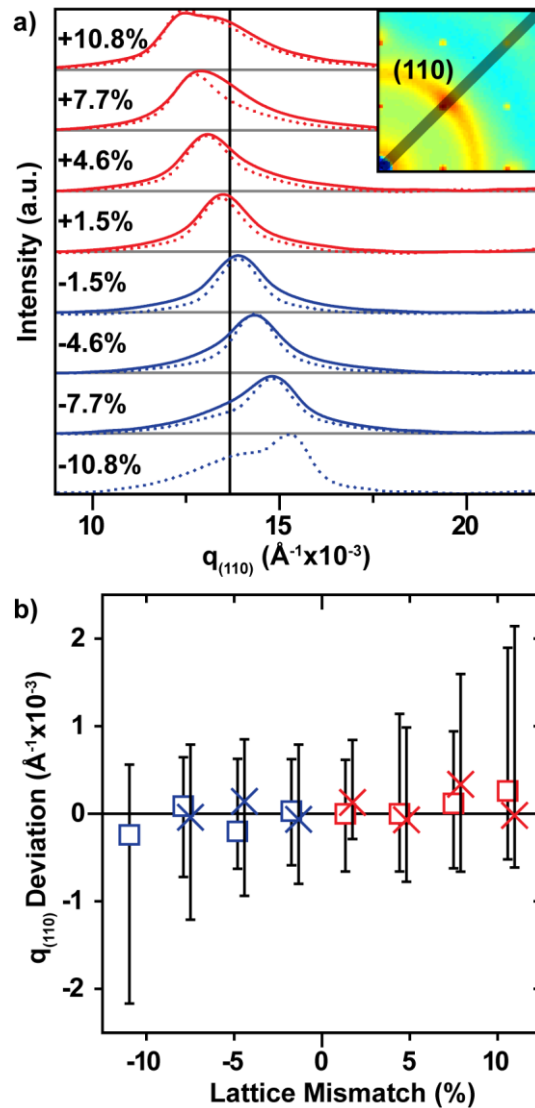 a)
+10.8%
+7.7%
+4.6%
+1.5%
-1.5%
-4.6%
-7.7%
-10.8%
(110)
Intensity (a.u.)
10 15 20
q(110) (Å-1x10-3)
b)
2
1
0
-1
-2
q(110) Deviation (Å-1x10-3)
-10 -5 0 5 10
Lattice Mismatch (%)